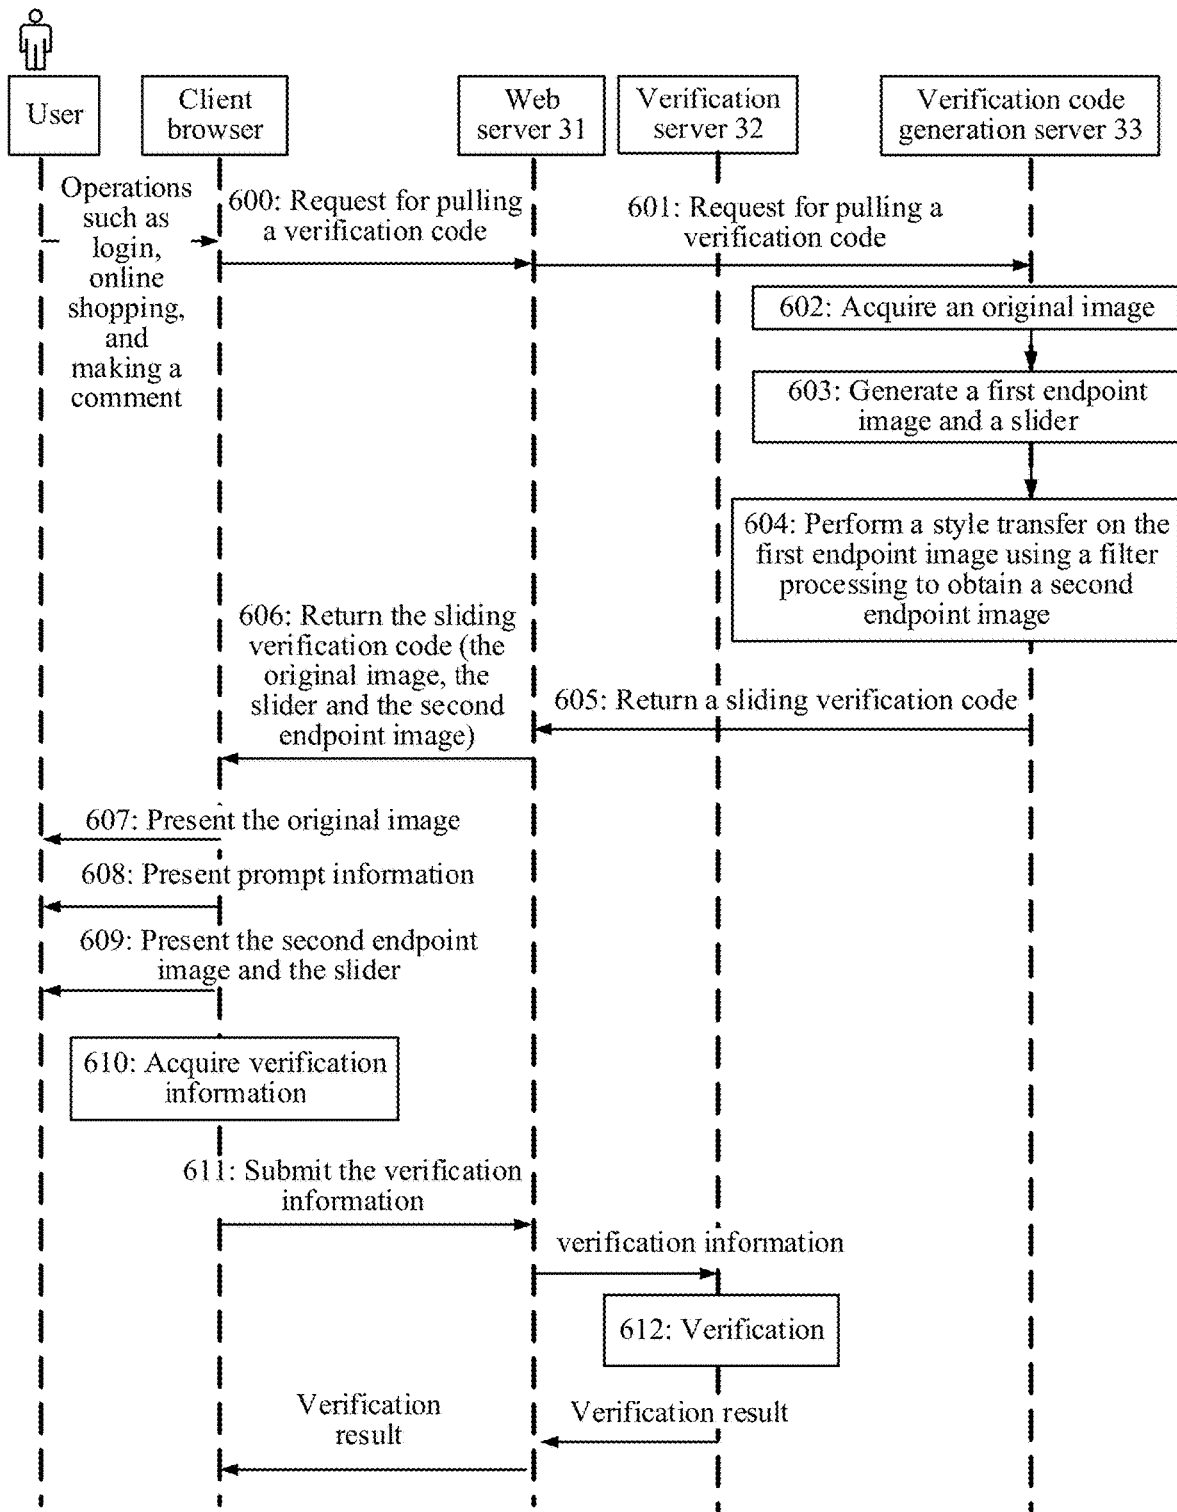 User
Client
browser
Web
server 31
Verification
server 32
Verification code
generation server 33
Operations
such as
login,
online
shopping,
and
making a
comment
600: Request for pulling
a verification code
601: Request for pulling a
verification code
602: Acquire an original image
603: Generate a first endpoint
image and a slider
604: Perform a style transfer on the
first endpoint image using a filter
processing to obtain a second
endpoint image
605: Return a sliding verification code
606: Return the sliding
verification code (the
original image, the
slider and the second
endpoint image)
607: Present the original image
608: Present prompt information
609: Present the second endpoint
image and the slider
610: Acquire verification
information
611: Submit the verification
information
verification information
612: Verification
Verification result
Verification
result